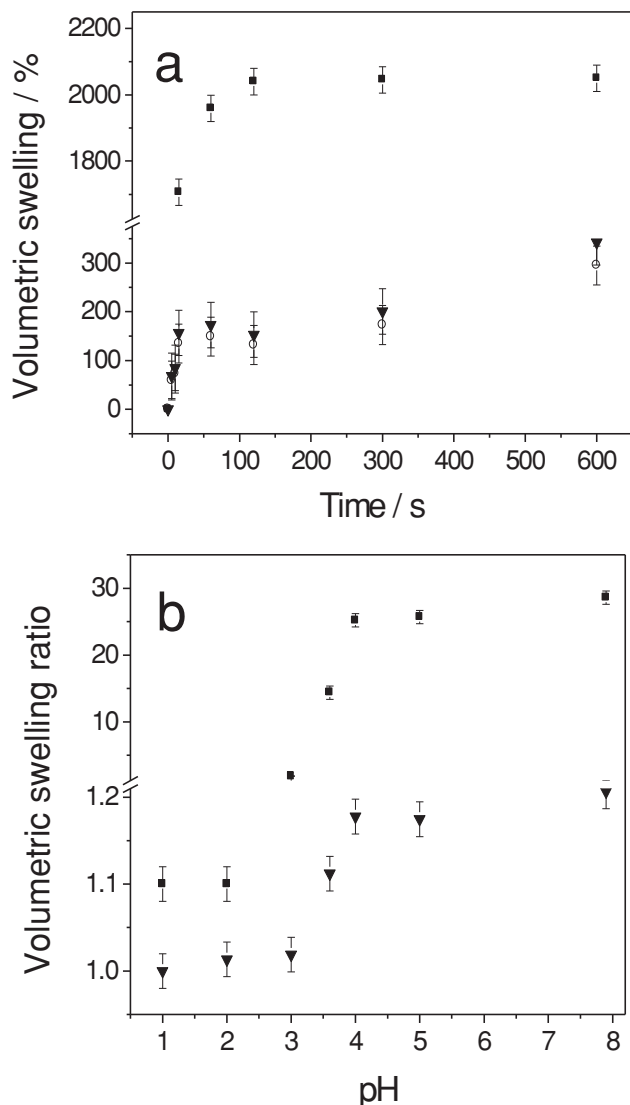 a
Volumetric swelling / %
2200
2000
1800
300
200
100
0
0 100 200 300 400 500 600
Time / s
b
Volumetric swelling ratio
30
20
10
1.2
1.1
1.0
1 2 3 4 5 6 7 8
pH